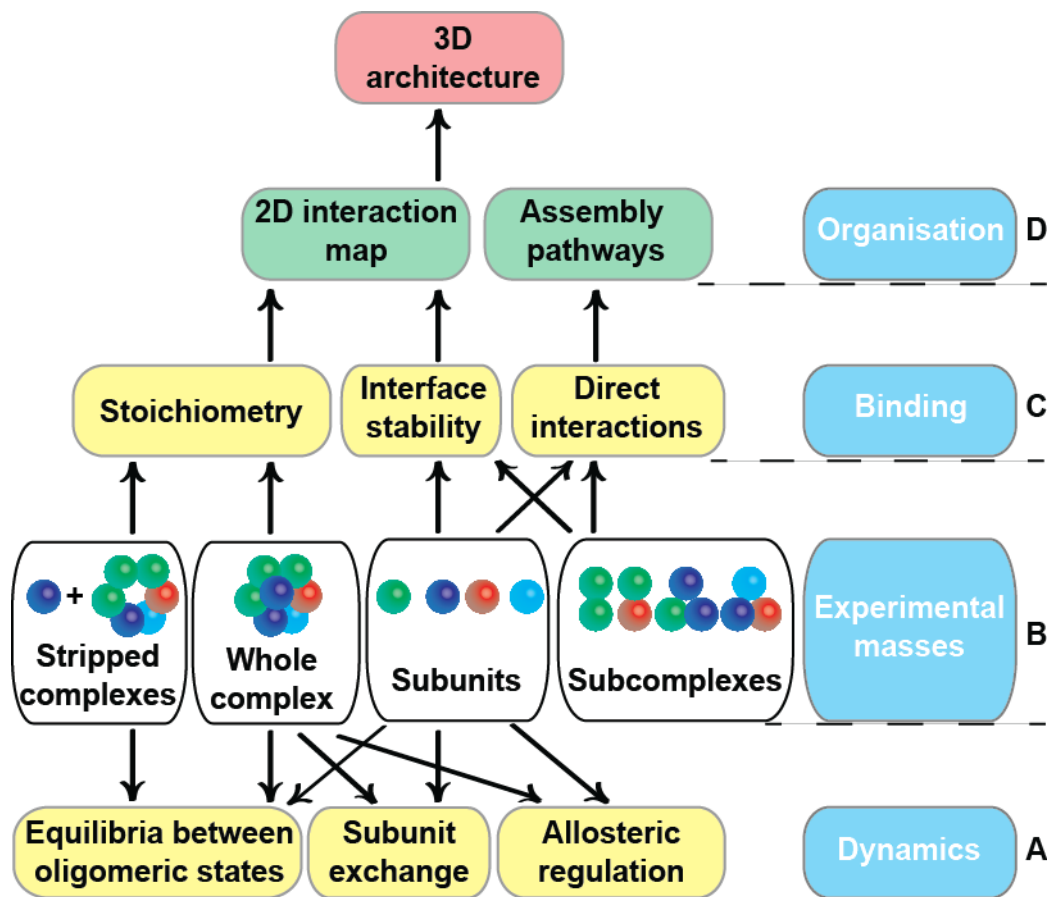 3D
architecture
2D interaction
map
Assembly
pathways
Organisation
D
Stoichiometry
Interface
stability
Direct
interactions
Binding
C
+
Stripped
complexes
Whole
complex
Subunits
Subcomplexes
Experimental
masses
B
Equilibria between
oligomeric states
Subunit
exchange
Allosteric
regulation
Dynamics
A